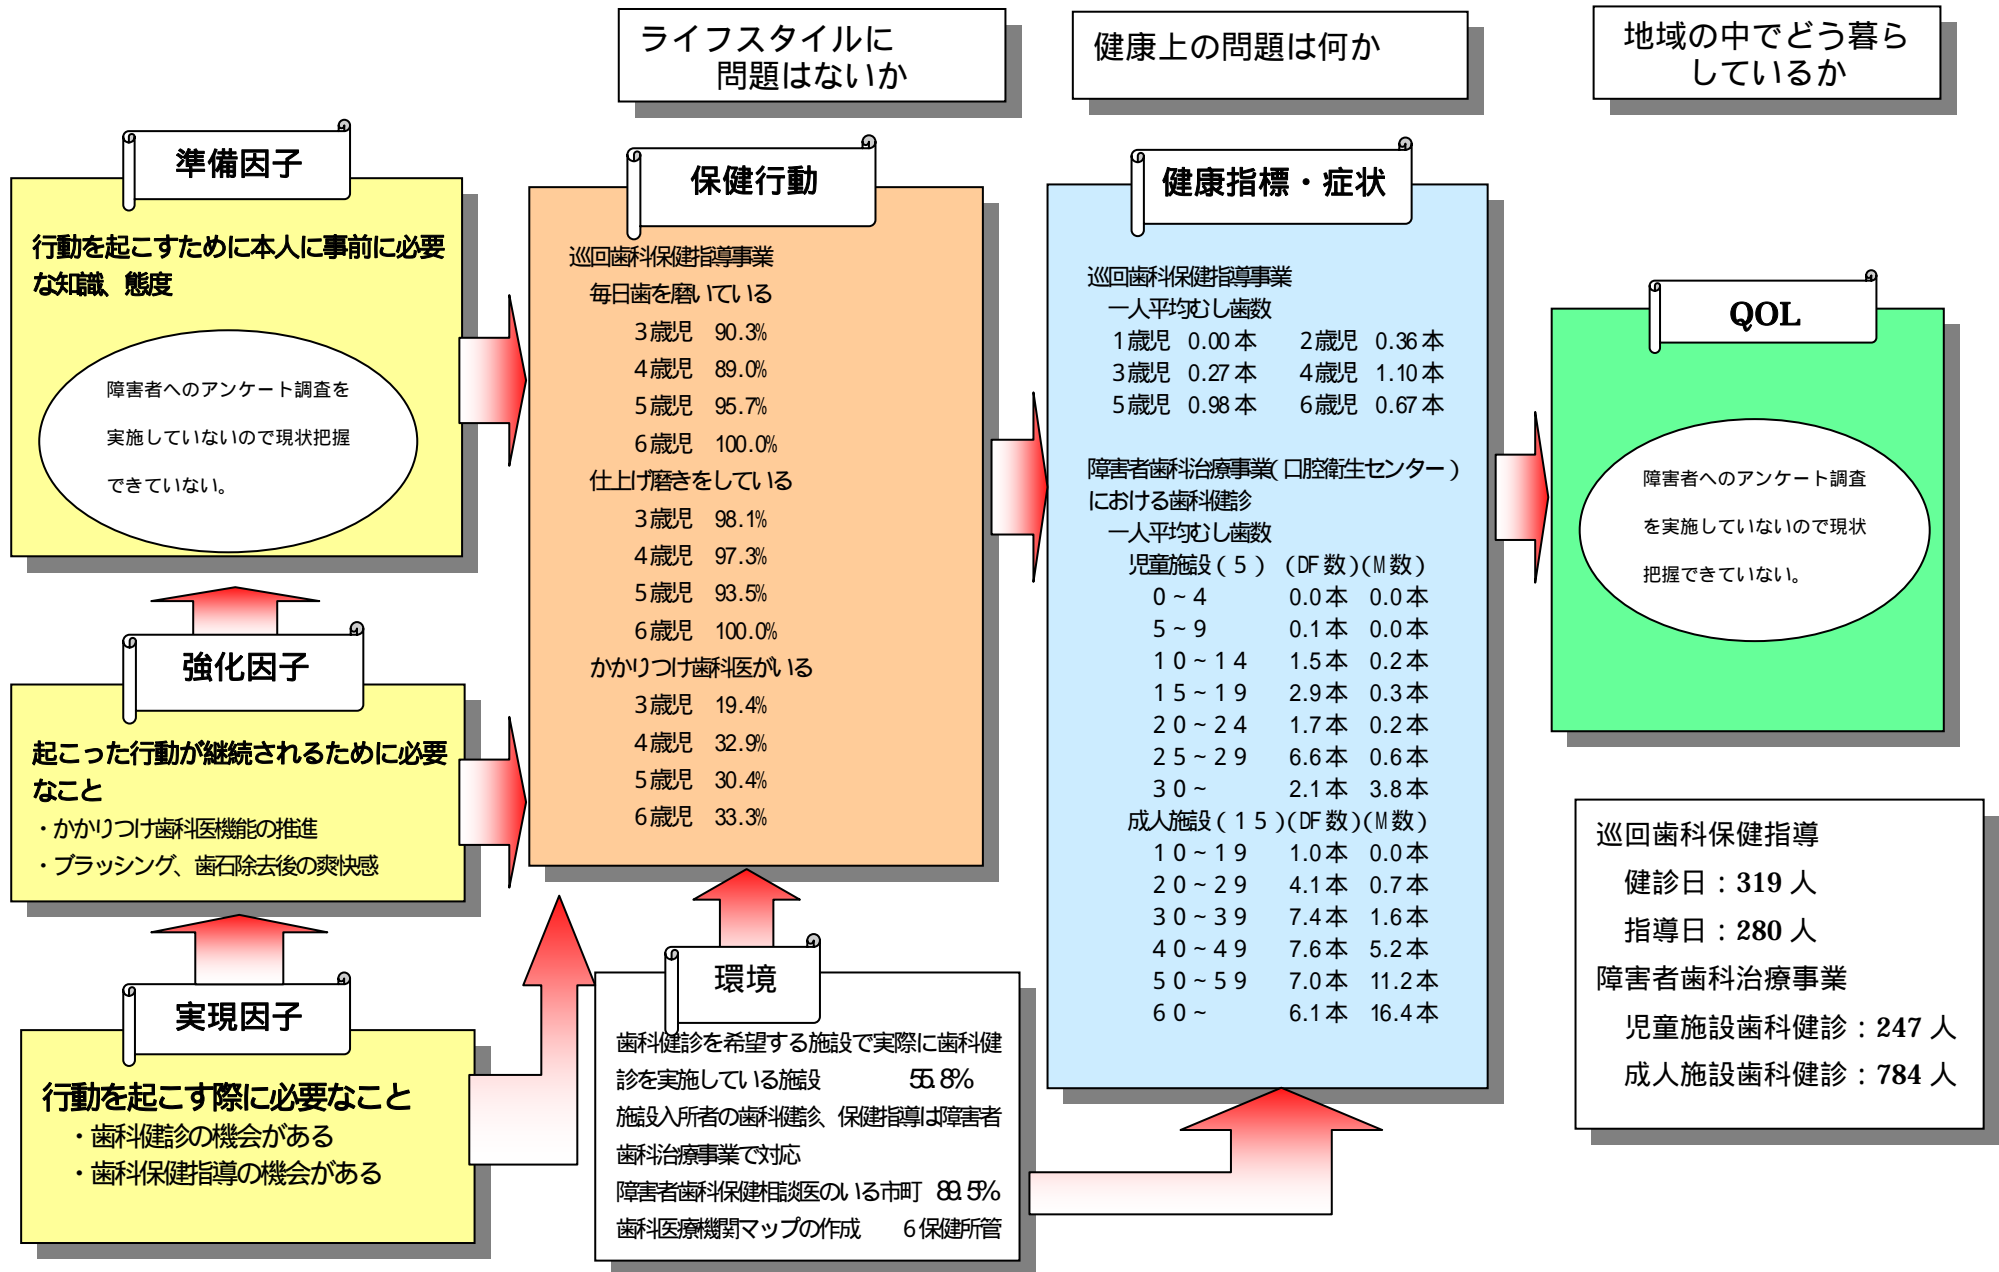 ライフスタイルに
問題はないか
健康上の問題は何か
地域の中でどう暮ら
しているか
準備因子
行動を起こすために本人に事前に必要
な知識、態度
障害者へのアンケート調査を
実施していないので現状把握
できていない。
強化因子
起こった行動が継続されるために必要
なこと
・かかりつけ歯科医機能の推進
・ブラッシング、歯石除去後の爽快感
実現因子
行動を起こす際に必要なこと
・歯科健診の機会がある
・歯科保健指導の機会がある
保健行動
巡回歯科保健指導事業
毎日歯を磨いている
3歳児 90.3%
4歳児 89.0%
5歳児 95.7%
6歳児 100.0%
仕上げ磨きをしている
3歳児 98.1%
4歳児 97.3%
5歳児 93.5%
6歳児 100.0%
かかりつけ歯科医がいる
3歳児 19.4%
4歳児 32.9%
5歳児 30.4%
6歳児 33.3%
環境
歯科健診を希望する施設で実際に歯科健
診を実施している施設 55.8%
施設入所者の歯科健診、保健指導は障害者
歯科治療事業で対応
障害者歯科保健相談医のいる市町 89.5%
歯科医療機関マップの作成 6保健所管
健康指標・症状
巡回歯科保健指導事業
一人平均むし歯数
1歳児 0.00本 2歳児 0.36本
3歳児 0.27本 4歳児 1.10本
5歳児 0.98本 6歳児 0.67本
障害者歯科治療事業(口腔衛生センター)
における歯科健診
一人平均むし歯数
児童施設(5) (DF数)(M数)
0~4 0.0本 0.0本
5~9 0.1本 0.0本
10~14 1.5本 0.2本
15~19 2.9本 0.3本
20~24 1.7本 0.2本
25~29 6.6本 0.6本
30~ 2.1本 3.8本
成人施設(15)(DF数)(M数)
10~19 1.0本 0.0本
20~29 4.1本 0.7本
30~39 7.4本 1.6本
40~49 7.6本 5.2本
50~59 7.0本 11.2本
60~ 6.1本 16.4本
QOL
障害者へのアンケート調査
を実施していないので現状
把握できていない。
巡回歯科保健指導
健診日:319人
指導日:280人
障害者歯科治療事業
児童施設歯科健診:247人
成人施設歯科健診:784人